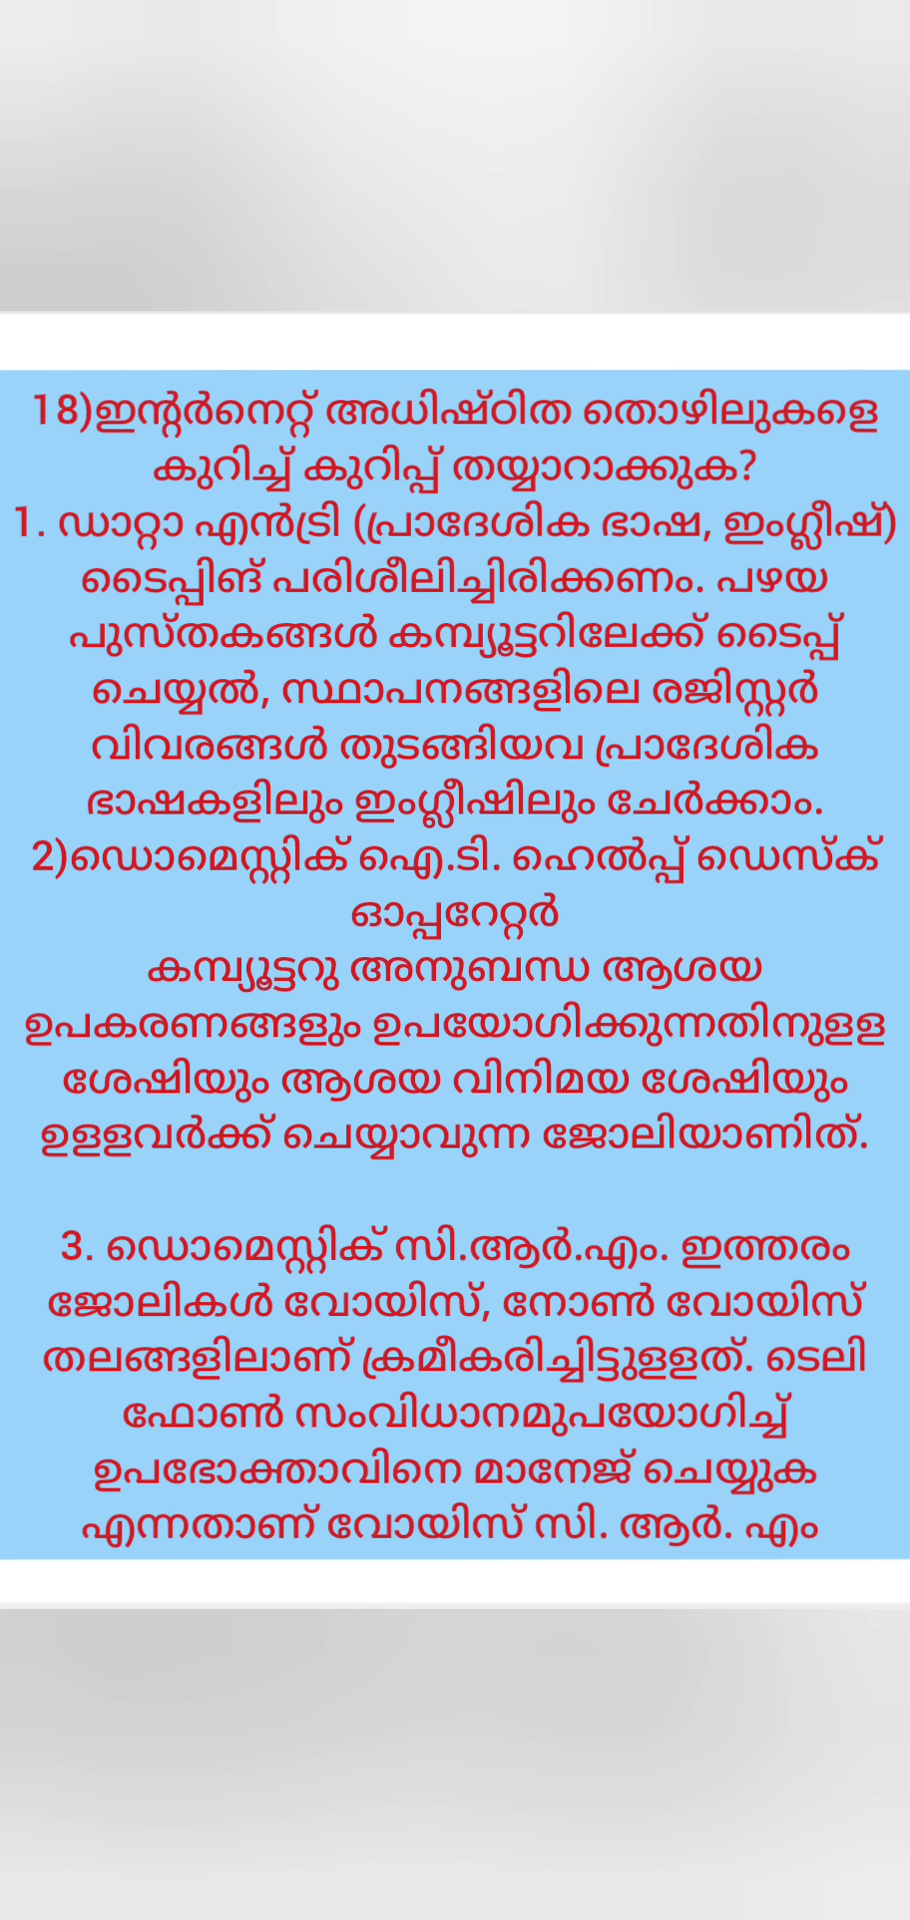 18)ഇന്റർനെറ്റ് അധിഷ്ഠിത തൊഴിലുകളെ
കുറിച്ച് കുറിപ്പ് തയ്യാറാക്കുക?
1. ഡാറ്റാ എൻട്രി (പ്രാദേശിക ഭാഷ, ഇംഗ്ലീഷ്)
ടൈപ്പിങ് പരിശീലിച്ചിരിക്കണം. പഴയ
പുസ്തകങ്ങൾ കമ്പ്യൂട്ടറിലേക്ക് ടൈപ്പ്
ചെയ്യൽ, സ്ഥാപനങ്ങളിലെ രജിസ്റ്റർ
വിവരങ്ങൾ തുടങ്ങിയവ പ്രാദേശിക
ഭാഷകളിലും ഇംഗ്ലീഷിലും ചേർക്കാം.
2)ഡൊമെസ്റ്റിക് ഐ.ടി. ഹെൽപ്പ് ഡെസ്ക്
ഓപ്പറേറ്റർ
കമ്പ്യൂട്ടറു അനുബന്ധ ആശയ
ഉപകരണങ്ങളും ഉപയോഗിക്കുന്നതിനുളള
ശേഷിയും ആശയ വിനിമയ ശേഷിയും
ഉളളവർക്ക് ചെയ്യാവുന്ന ജോലിയാണിത്.
3. ഡൊമെസ്റ്റിക് സി.ആർ.എം. ഇത്തരം
ജോലികൾ വോയിസ്, നോൺ വോയിസ്
തലങ്ങളിലാണ് ക്രമീകരിച്ചിട്ടുളളത്. ടെലി
ഫോൺ സംവിധാനമുപയോഗിച്ച്
ഉപഭോക്താവിനെ മാനേജ് ചെയ്യുക
എന്നതാണ് വോയിസ് സി. ആർ. എം